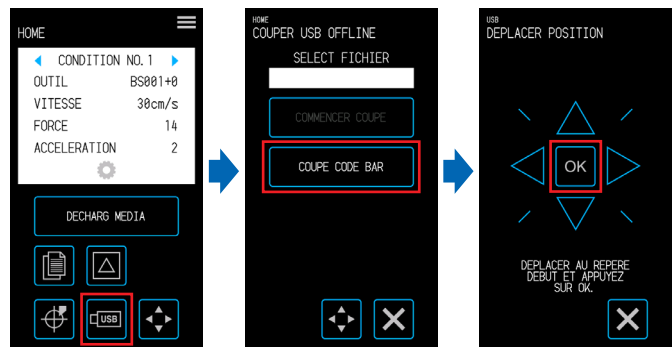 HOME
CONDITION NO.1
OUTIL BS001+0
VITESSE 30cm/s
FORCE 14
ACCELERATION 2
DECHARG MEDIA
USB
HOME
COUPER USB OFFLINE
SELECT FICHIER
COMMENCER COUPE
COUPE CODE BAR
USB
DEPLACER POSITION
OK
DEPLACER AU REPERE
DEBUT ET APPUYEZ
SUR OK.